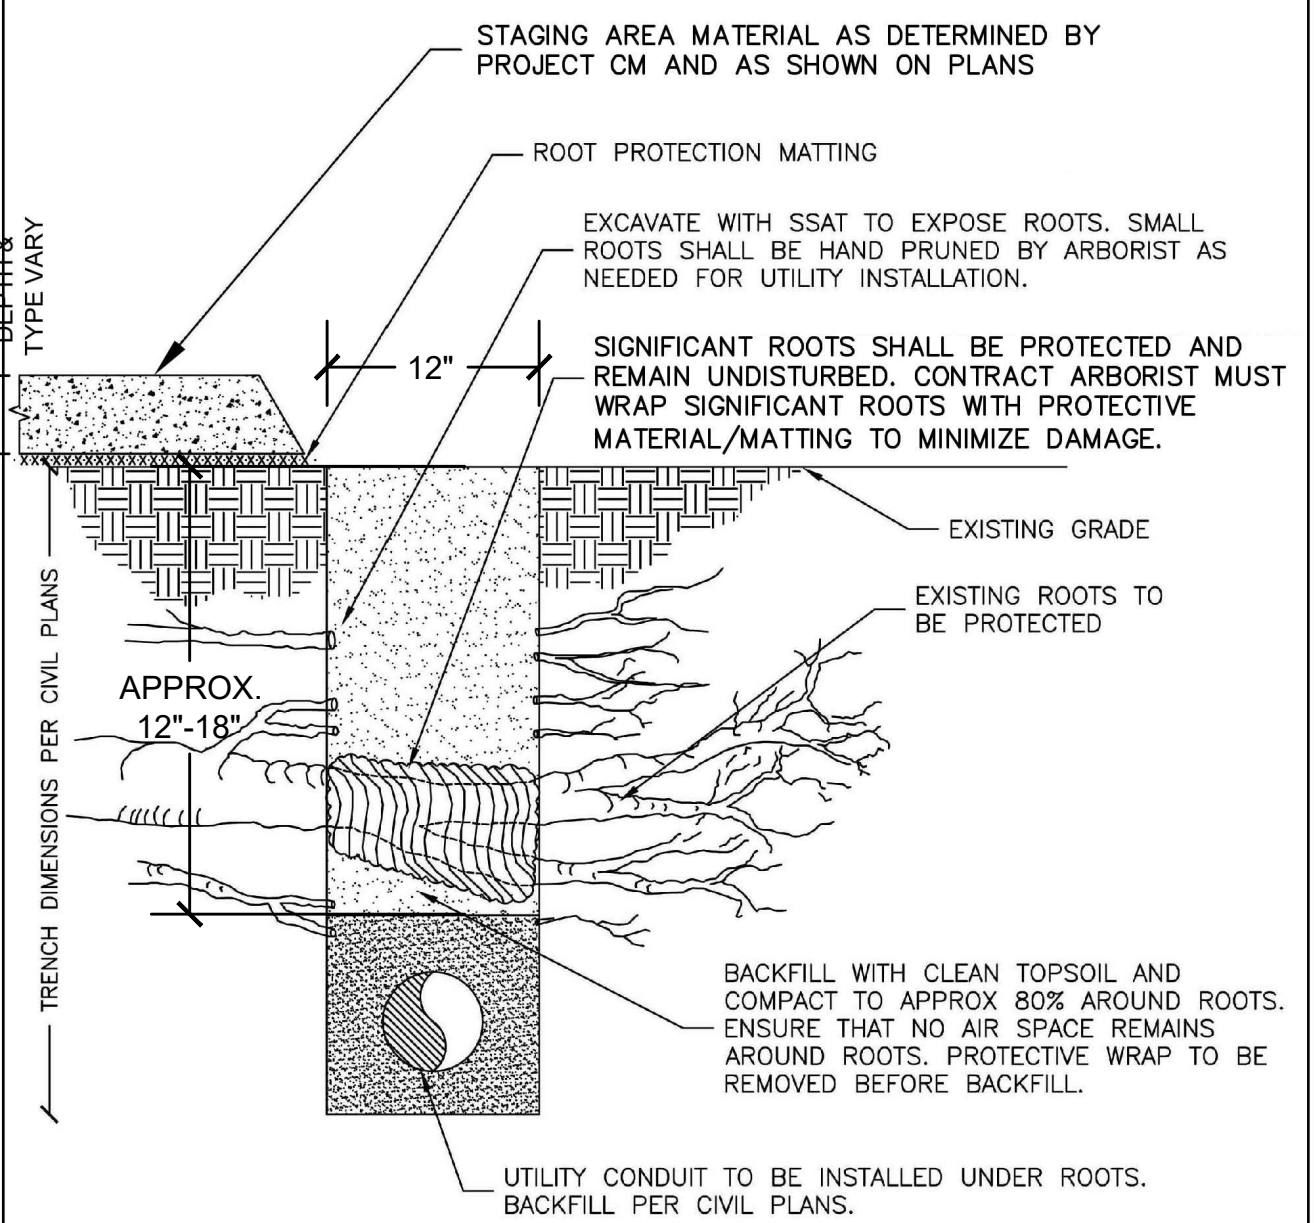 STAGING AREA MATERIAL AS DETERMINED BY
PROJECT CM AND AS SHOWN ON PLANS
ROOT PROTECTION MATTING
EXCAVATE WITH SSAT TO EXPOSE ROOTS. SMALL
ROOTS SHALL BE HAND PRUNED BY ARBORIST AS
NEEDED FOR UTILITY INSTALLATION.
TYPE VARY
12"
SIGNIFICANT ROOTS SHALL BE PROTECTED AND
REMAIN UNDISTURBED. CONTRACT ARBORIST MUST
WRAP SIGNIFICANT ROOTS WITH PROTECTIVE
MATERIAL/MATTING TO MINIMIZE DAMAGE.
EXISTING GRADE
EXISTING ROOTS TO
BE PROTECTED
APPROX.
12"-18"
TRENCH DIMENSIONS PER CIVIL PLANS
BACKFILL WITH CLEAN TOPSOIL AND
COMPACT TO APPROX 80% AROUND ROOTS.
ENSURE THAT NO AIR SPACE REMAINS
AROUND ROOTS. PROTECTIVE WRAP TO BE
REMOVED BEFORE BACKFILL.
UTILITY CONDUIT TO BE INSTALLED UNDER ROOTS.
BACKFILL PER CIVIL PLANS.